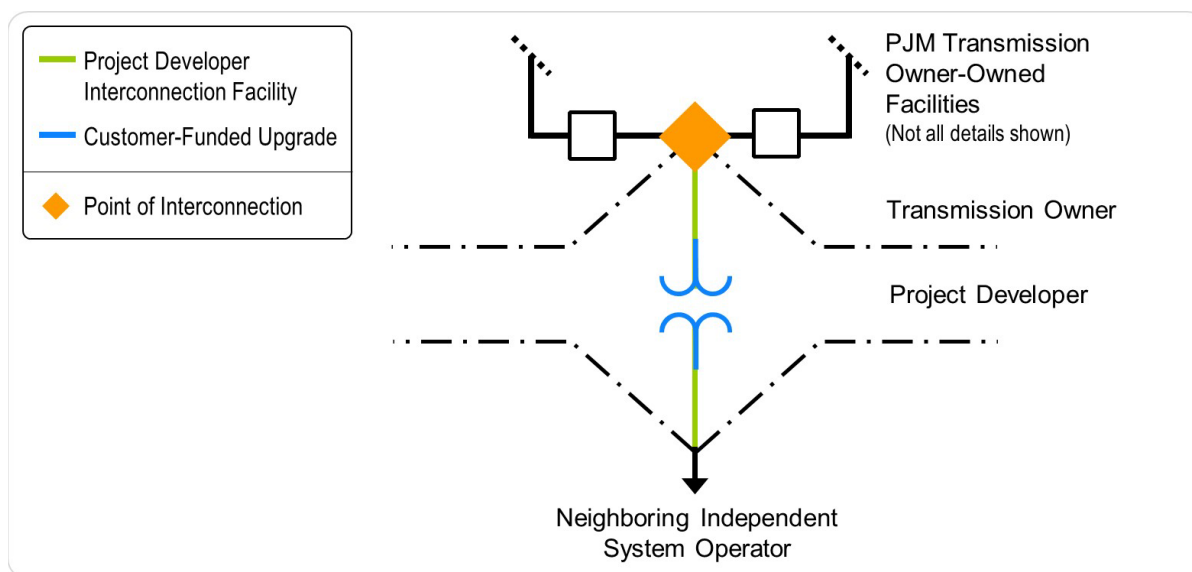 Project Developer
Interconnection Facility
Customer-Funded Upgrade
Point of Interconnection
PJM Transmission
Owner-Owned
Facilities
(Not all details shown)
Transmission Owner
Project Developer
Neighboring Independent
System Operator